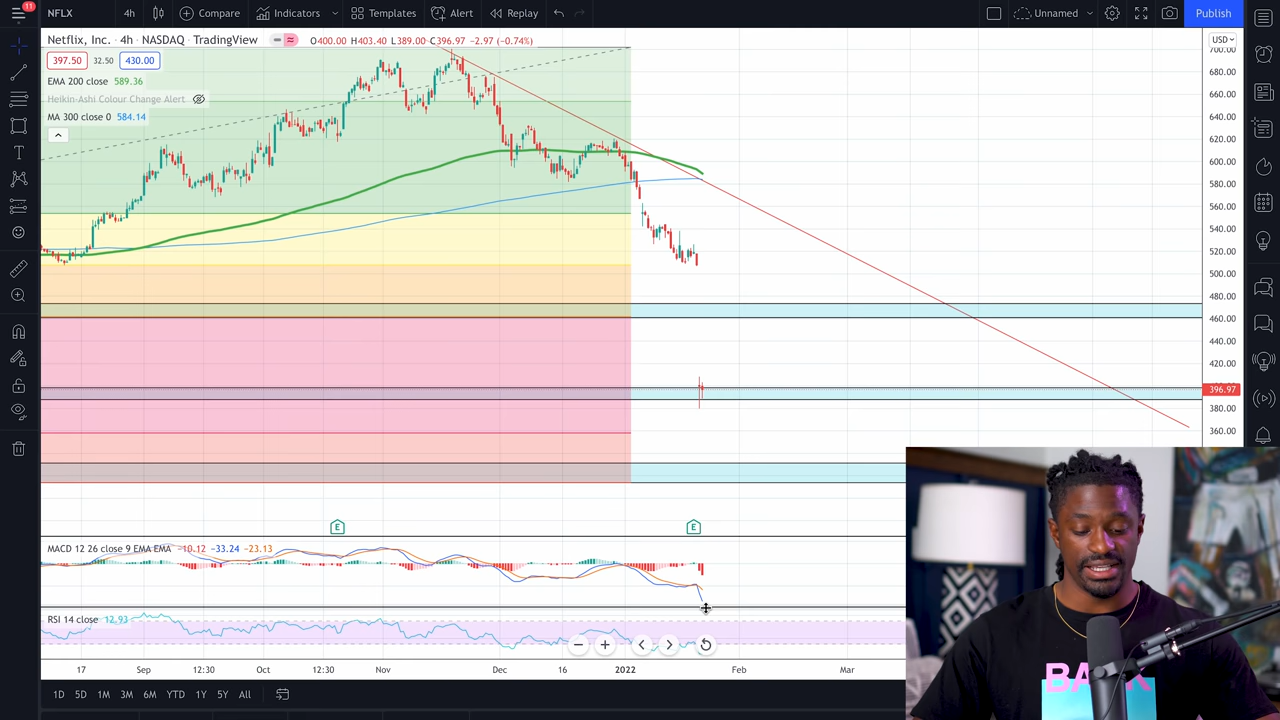 11
NFLX
4h
Compare
Indicators
Templates
Alert
Replay
Unnamed
Publish
Netflix, Inc. · 4h · NASDAQ · TradingView
O400.00 H403.40 L389.00 C396.97 −2.97 (−0.74%)
USD
397.50 32.50 430.00
EMA 200 close 589.36
Heikin-Ashi Colour Change Alert
MA 300 close 0 584.14
700.00
680.00
660.00
640.00
620.00
600.00
580.00
560.00
540.00
520.00
500.00
480.00
460.00
440.00
420.00
396.97
380.00
360.00
E
E
MACD 12 26 close 9 EMA EMA −10.12 −33.24 −23.13
RSI 14 close 12.93
17
Sep
12:30
Oct
12:30
Nov
Dec
16
2022
Feb
Mar
1D
5D
1M
3M
6M
YTD
1Y
5Y
All